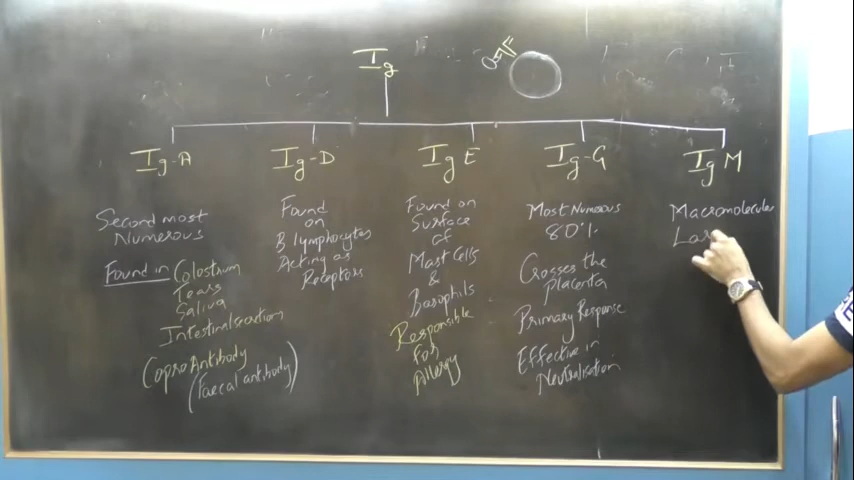 Ig
Ig-A
Second most
Numerous
Found in Colostrum
Tears
Saliva
Intestinal secretion
Copro Antibody
(Faecal antibody)
Ig-D
Found
on
B lymphocytes
Acting as
Receptors
Ig E
Found on
Surface
of
Mast Cells
&
Basophils
Responsible
For
Allergy
Ig-G
Most Numerous
80%
Crosses the
Placenta
Primary Response
Effective in
Neutralisation
Ig M
Macromolecular
Lar